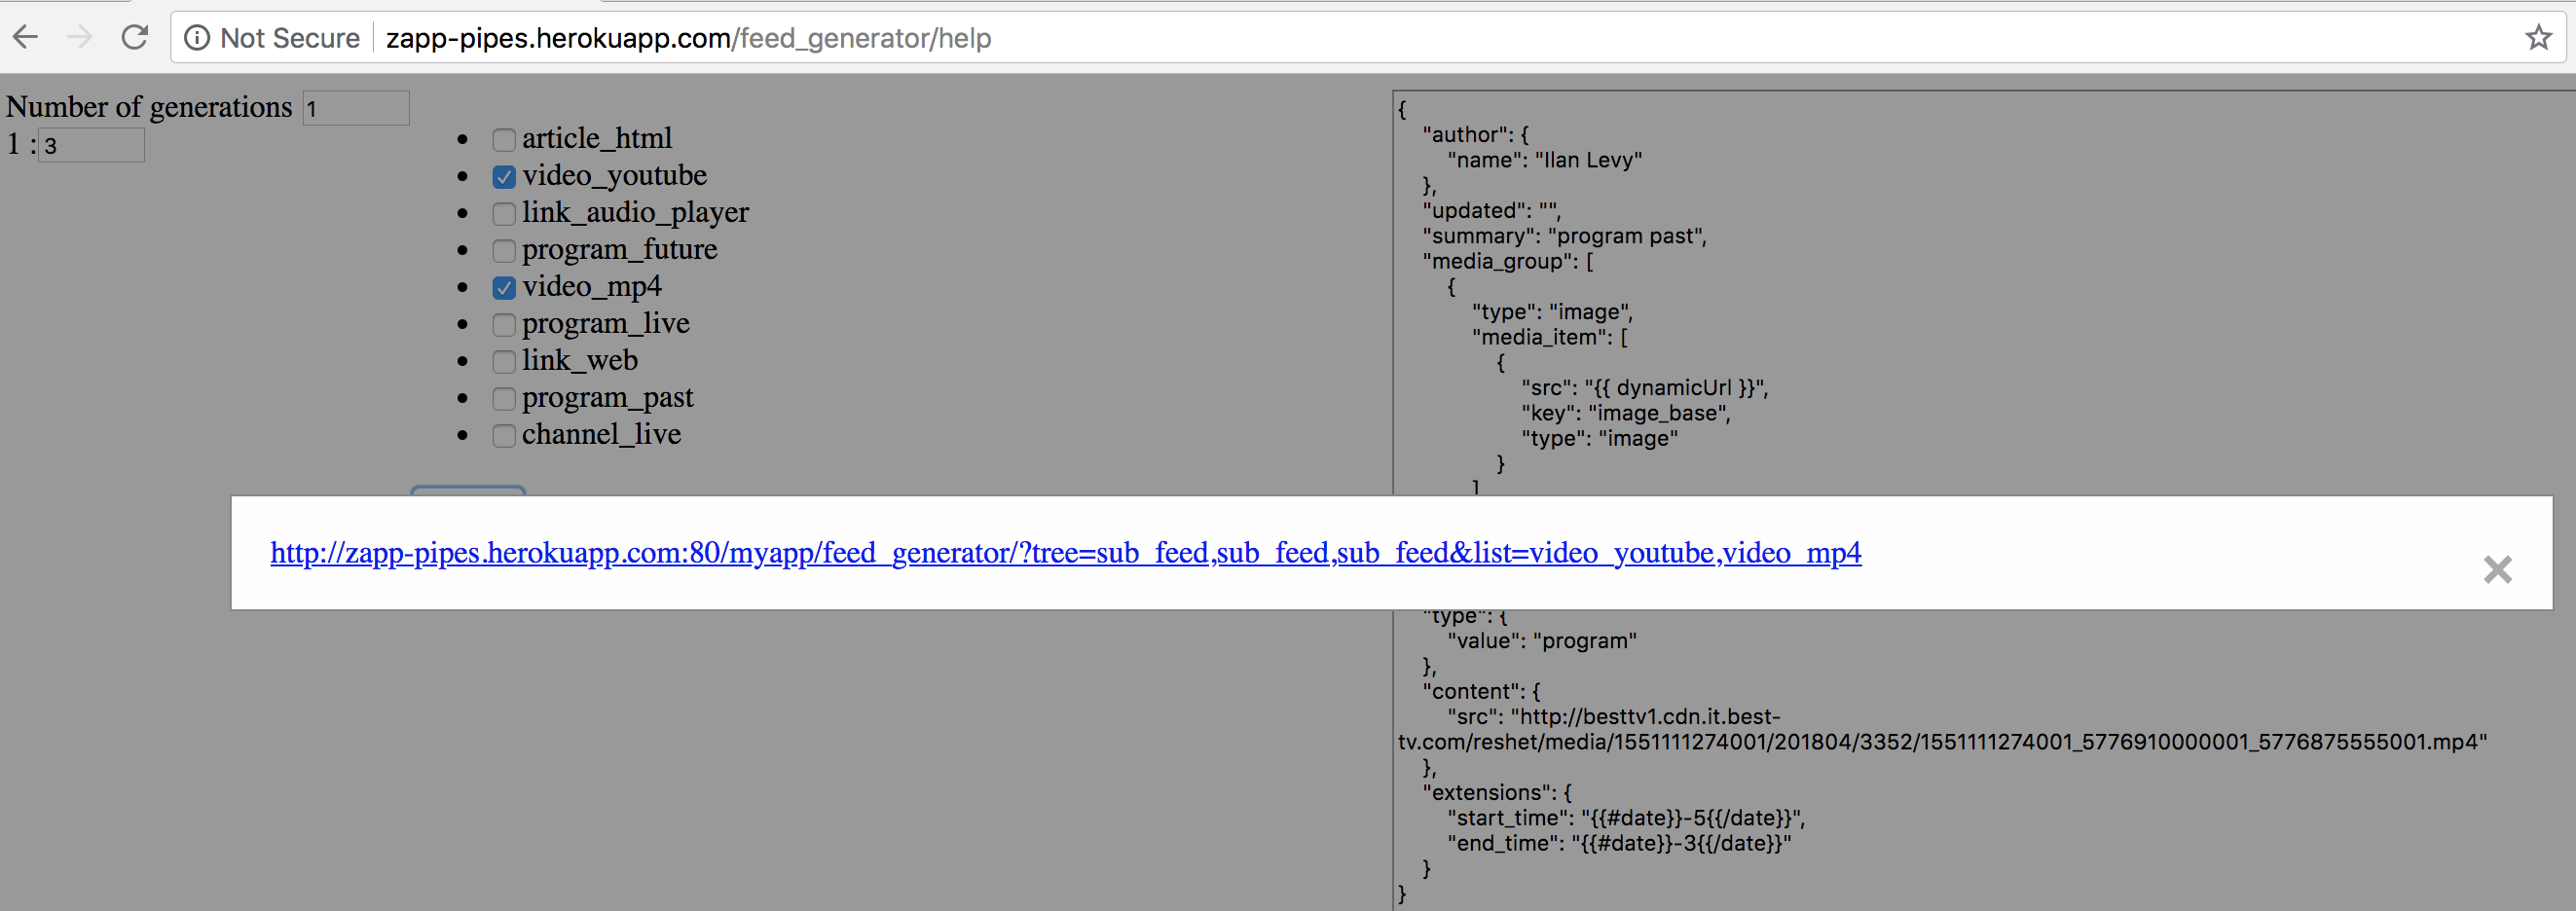 Not Secure zapp-pipes.herokuapp.com/feed_generator/help
Number of generations 1
1 : 3
article_html
video_youtube
link_audio_player
program_future
video_mp4
program_live
link_web
program_past
channel_live
{
"author": {
"name": "Ilan Levy"
},
"updated": "",
"summary": "program past",
"media_group": [
{
"type": "image",
"media_item": [
{
"src": "{{ dynamicUrl }}",
"key": "image_base",
"type": "image"
}
]
http://zapp-pipes.herokuapp.com:80/myapp/feed_generator/?tree=sub_feed,sub_feed,sub_feed&list=video_youtube,video_mp4
"type": {
"value": "program"
},
"content": {
"src": "http://besttv1.cdn.it.best-
tv.com/reshet/media/1551111274001/201804/3352/1551111274001_5776910000001_5776875555001.mp4"
},
"extensions": {
"start_time": "{{#date}}-5{{/date}}",
"end_time": "{{#date}}-3{{/date}}"
}
}